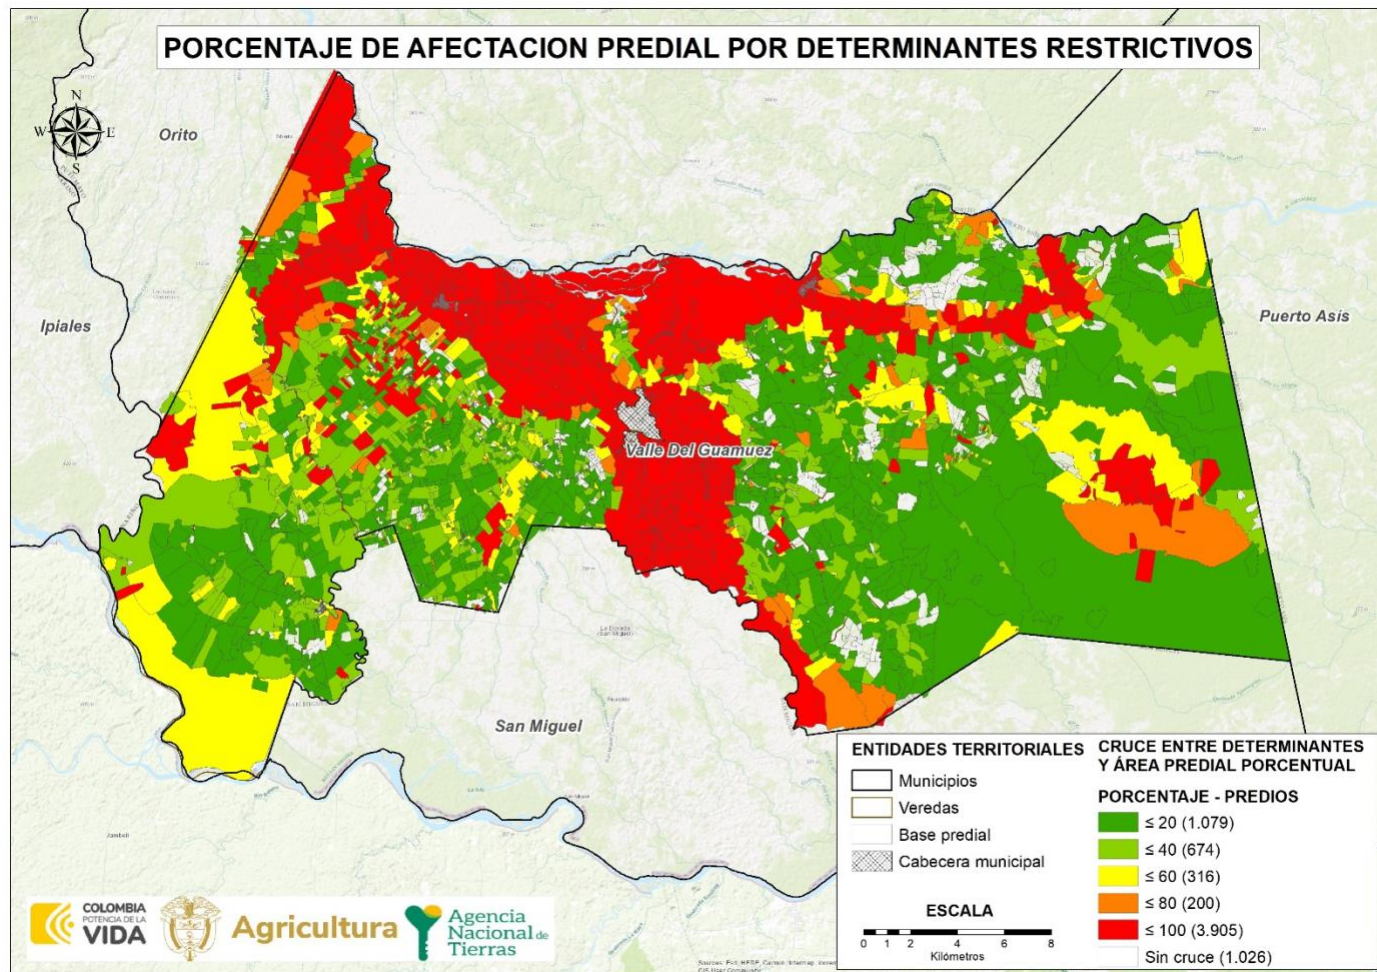 PORCENTAJE DE AFECTACION PREDIAL POR DETERMINANTES RESTRICTIVOS
N
W E
S
Orito
Ipiales
Puerto Asís
Valle Del Guamuez
San Miguel
ENTIDADES TERRITORIALES
Municipios
Veredas
Base predial
Cabecera municipal
ESCALA
0 1 2 4 6 8
Kilómetros
CRUCE ENTRE DETERMINANTES
Y ÁREA PREDIAL PORCENTUAL
PORCENTAJE - PREDIOS
≤ 20 (1.079)
≤ 40 (674)
≤ 60 (316)
≤ 80 (200)
≤ 100 (3.905)
Sin cruce (1.026)
COLOMBIA
POTENCIA DE LA
VIDA
Agricultura
Agencia
Nacional de
Tierras